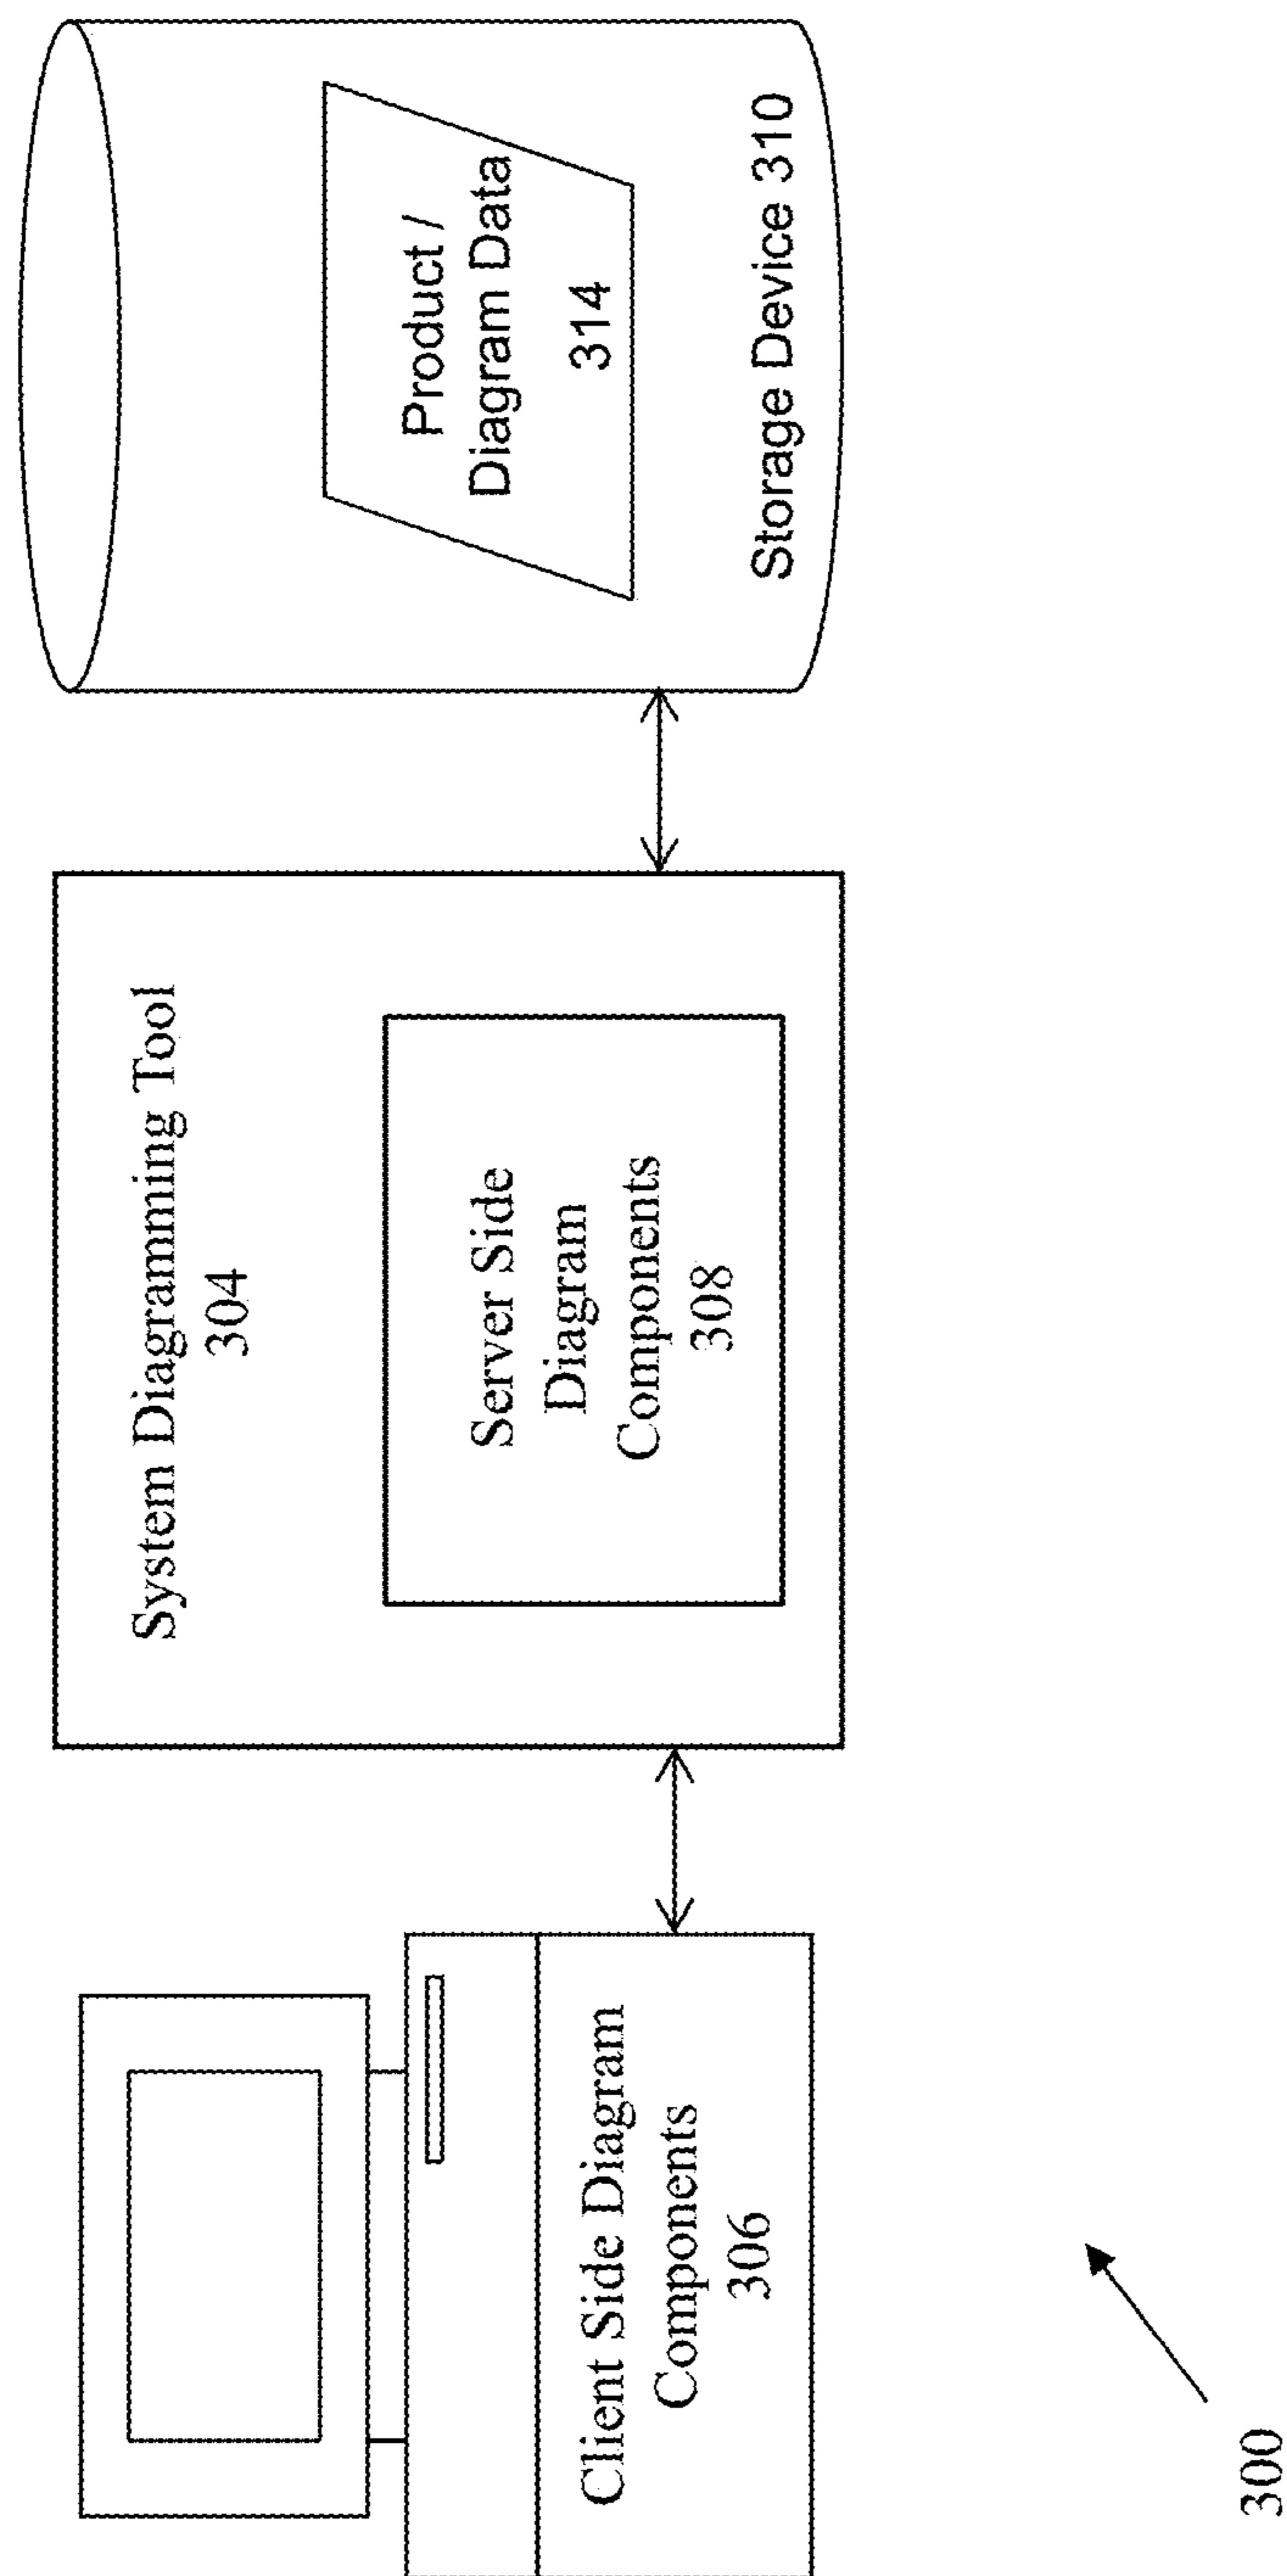 Client Side Diagram
Components
306
System Diagramming Tool
304
Server Side
Diagram
Components
308
Product /
Diagram Data
314
Storage Device 310
300